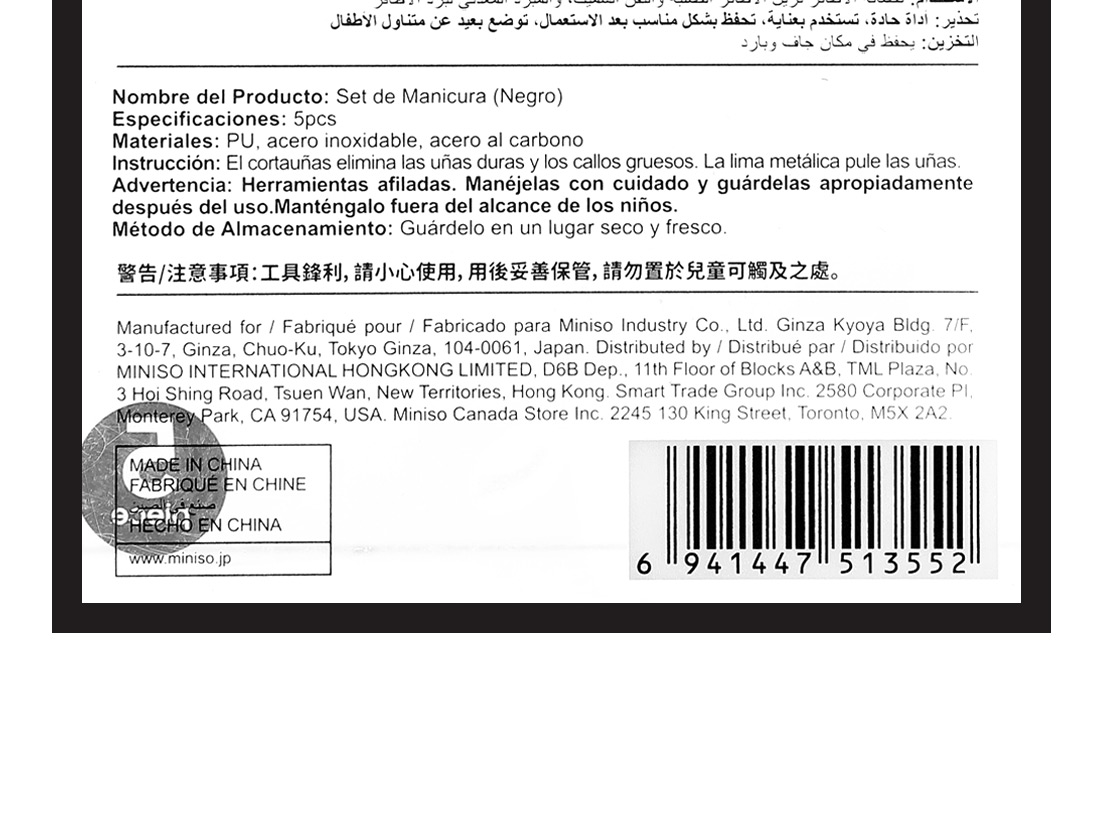 تحذير: أداة حادة، تستخدم بعناية، تحفظ بشكل مناسب بعد الاستعمال، توضع بعيد عن متناول الأطفال
التخزين: يحفظ في مكان جاف وبارد
Nombre del Producto: Set de Manicura (Negro)
Especificaciones: 5pcs
Materiales: PU, acero inoxidable, acero al carbono
Instrucción: El cortauñas elimina las uñas duras y los callos gruesos. La lima metálica pule las uñas.
Advertencia: Herramientas afiladas. Manéjelas con cuidado y guárdelas apropiadamente
después del uso.Manténgalo fuera del alcance de los niños.
Método de Almacenamiento: Guárdelo en un lugar seco y fresco.
警告/注意事項：工具鋒利，請小心使用，用後妥善保管，請勿置於兒童可觸及之處。
Manufactured for / Fabriqué pour / Fabricado para Miniso Industry Co., Ltd. Ginza Kyoya Bldg. 7/F,
3-10-7, Ginza, Chuo-Ku, Tokyo Ginza, 104-0061, Japan. Distributed by / Distribué par / Distribuido por
MINISO INTERNATIONAL HONGKONG LIMITED, D6B Dep., 11th Floor of Blocks A&B, TML Plaza, No.
3 Hoi Shing Road, Tsuen Wan, New Territories, Hong Kong. Smart Trade Group Inc. 2580 Corporate Pl,
Monterey Park, CA 91754, USA. Miniso Canada Store Inc. 2245 130 King Street, Toronto, M5X 2A2.
MADE IN CHINA
FABRIQUÉ EN CHINE
صنع في الصين
HECHO EN CHINA
www.miniso.jp
6 941447 513552